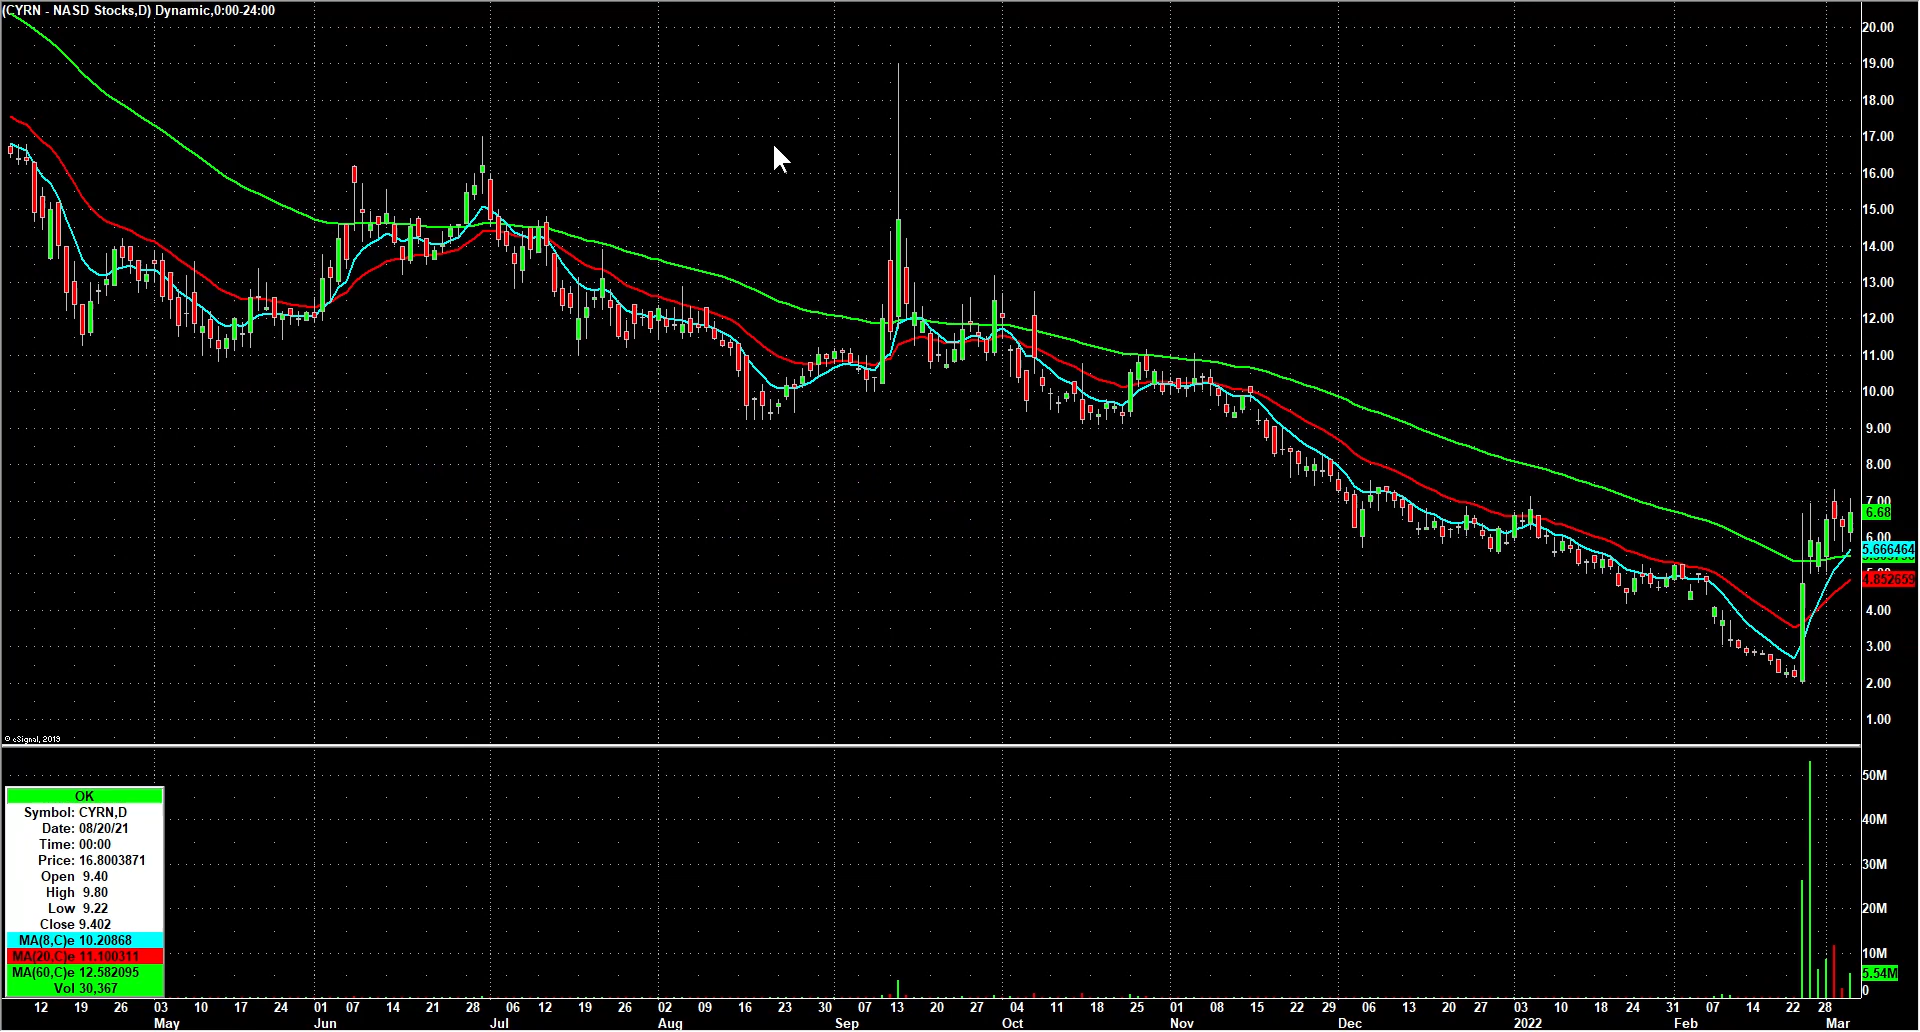 (CYRN - NASD Stocks,D) Dynamic,0:00-24:00
20.00
19.00
18.00
17.00
16.00
15.00
14.00
13.00
12.00
11.00
10.00
9.00
8.00
7.00
6.68
6.00
5.666464
4.852659
4.00
3.00
2.00
1.00
© eSignal, 2019
50M
40M
30M
20M
10M
5.54M
0
OK
Symbol: CYRN,D
Date: 08/20/21
Time: 00:00
Price: 16.8003871
Open 9.40
High 9.80
Low 9.22
Close 9.402
MA(8,C)e 10.20868
MA(20,C)e 11.100311
MA(60,C)e 12.582095
Vol 30,367
12 19 26 03 10 17 24 01 07 14 21 28 06 12 19 26 02 09 16 23 30 07 13 20 27 04 11 18 25 01 08 15 22 29 06 13 20 27 03 10 18 24 31 07 14 22 28
May Jun Jul Aug Sep Oct Nov Dec 2022 Feb Mar